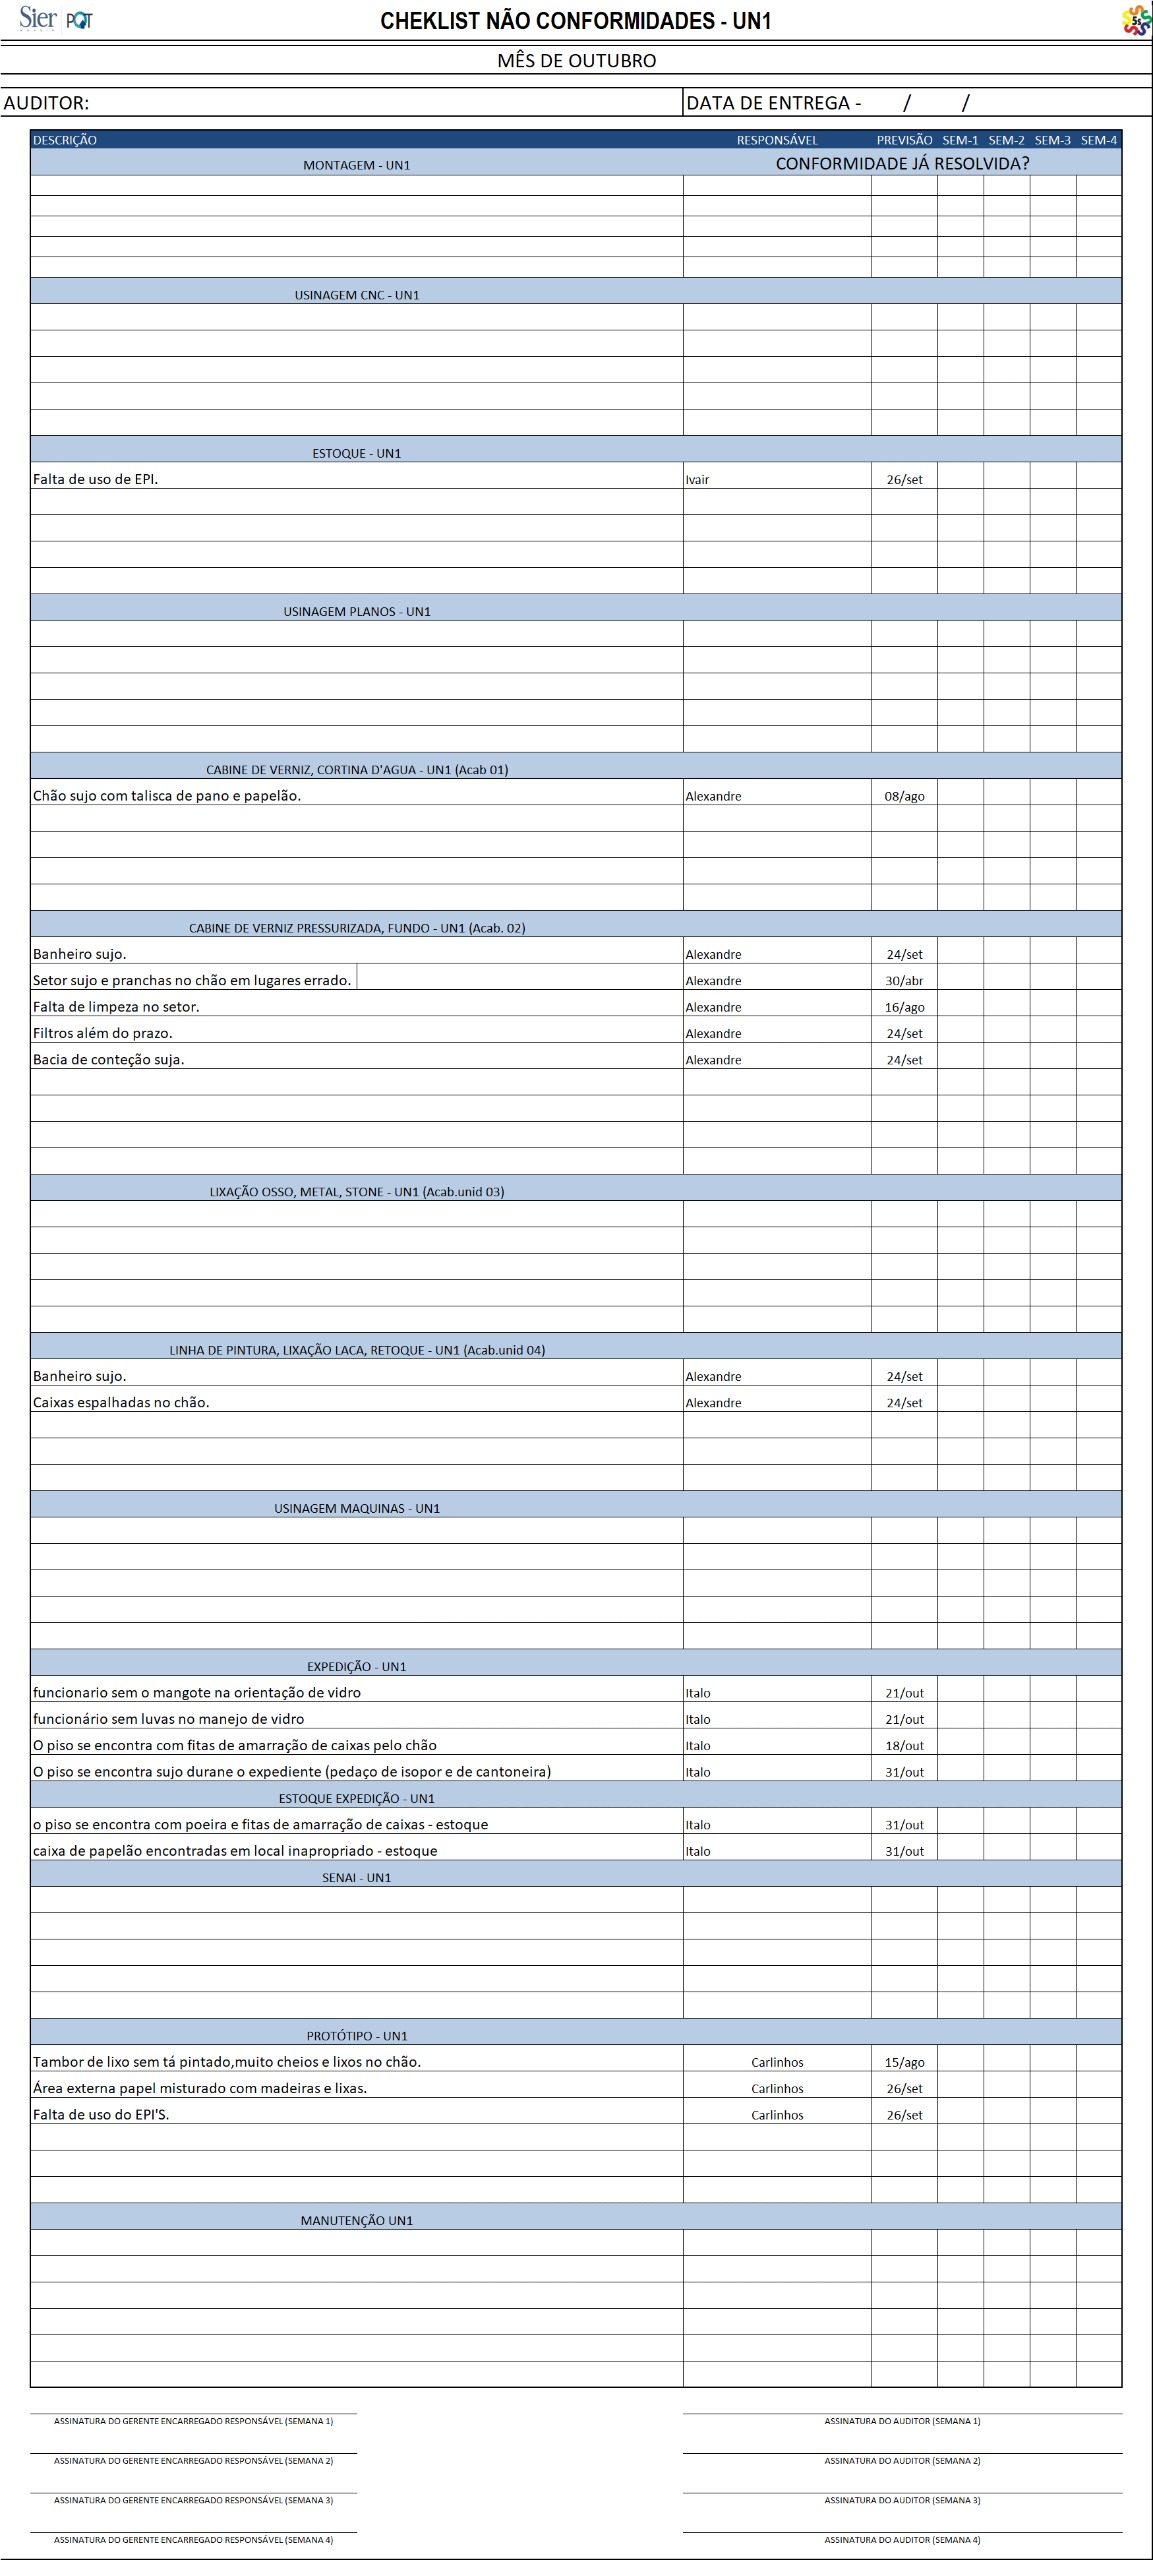 Sier PQT
MÓVEIS
CHEKLIST NÃO CONFORMIDADES - UN1
5s
MÊS DE OUTUBRO
AUDITOR: DATA DE ENTREGA - / /
DESCRIÇÃO RESPONSÁVEL PREVISÃO SEM-1 SEM-2 SEM-3 SEM-4
MONTAGEM - UN1 CONFORMIDADE JÁ RESOLVIDA?
USINAGEM CNC - UN1
ESTOQUE - UN1
Falta de uso de EPI. Ivair 26/set
USINAGEM PLANOS - UN1
CABINE DE VERNIZ, CORTINA D'AGUA - UN1 (Acab 01)
Chão sujo com talisca de pano e papelão. Alexandre 08/ago
CABINE DE VERNIZ PRESSURIZADA, FUNDO - UN1 (Acab. 02)
Banheiro sujo. Alexandre 24/set
Setor sujo e pranchas no chão em lugares errado. Alexandre 30/abr
Falta de limpeza no setor. Alexandre 16/ago
Filtros além do prazo. Alexandre 24/set
Bacia de conteção suja. Alexandre 24/set
LIXAÇÃO OSSO, METAL, STONE - UN1 (Acab.unid 03)
LINHA DE PINTURA, LIXAÇÃO LACA, RETOQUE - UN1 (Acab.unid 04)
Banheiro sujo. Alexandre 24/set
Caixas espalhadas no chão. Alexandre 24/set
USINAGEM MAQUINAS - UN1
EXPEDIÇÃO - UN1
funcionario sem o mangote na orientação de vidro Italo 21/out
funcionário sem luvas no manejo de vidro Italo 21/out
O piso se encontra com fitas de amarração de caixas pelo chão Italo 18/out
O piso se encontra sujo durane o expediente (pedaço de isopor e de cantoneira) Italo 31/out
ESTOQUE EXPEDIÇÃO - UN1
o piso se encontra com poeira e fitas de amarração de caixas - estoque Italo 31/out
caixa de papelão encontradas em local inapropriado - estoque Italo 31/out
SENAI - UN1
PROTÓTIPO - UN1
Tambor de lixo sem tá pintado,muito cheios e lixos no chão. Carlinhos 15/ago
Área externa papel misturado com madeiras e lixas. Carlinhos 26/set
Falta de uso do EPI'S. Carlinhos 26/set
MANUTENÇÃO UN1
ASSINATURA DO GERENTE ENCARREGADO RESPONSÁVEL (SEMANA 1) ASSINATURA DO AUDITOR (SEMANA 1)
ASSINATURA DO GERENTE ENCARREGADO RESPONSÁVEL (SEMANA 2) ASSINATURA DO AUDITOR (SEMANA 2)
ASSINATURA DO GERENTE ENCARREGADO RESPONSÁVEL (SEMANA 3) ASSINATURA DO AUDITOR (SEMANA 3)
ASSINATURA DO GERENTE ENCARREGADO RESPONSÁVEL (SEMANA 4) ASSINATURA DO AUDITOR (SEMANA 4)